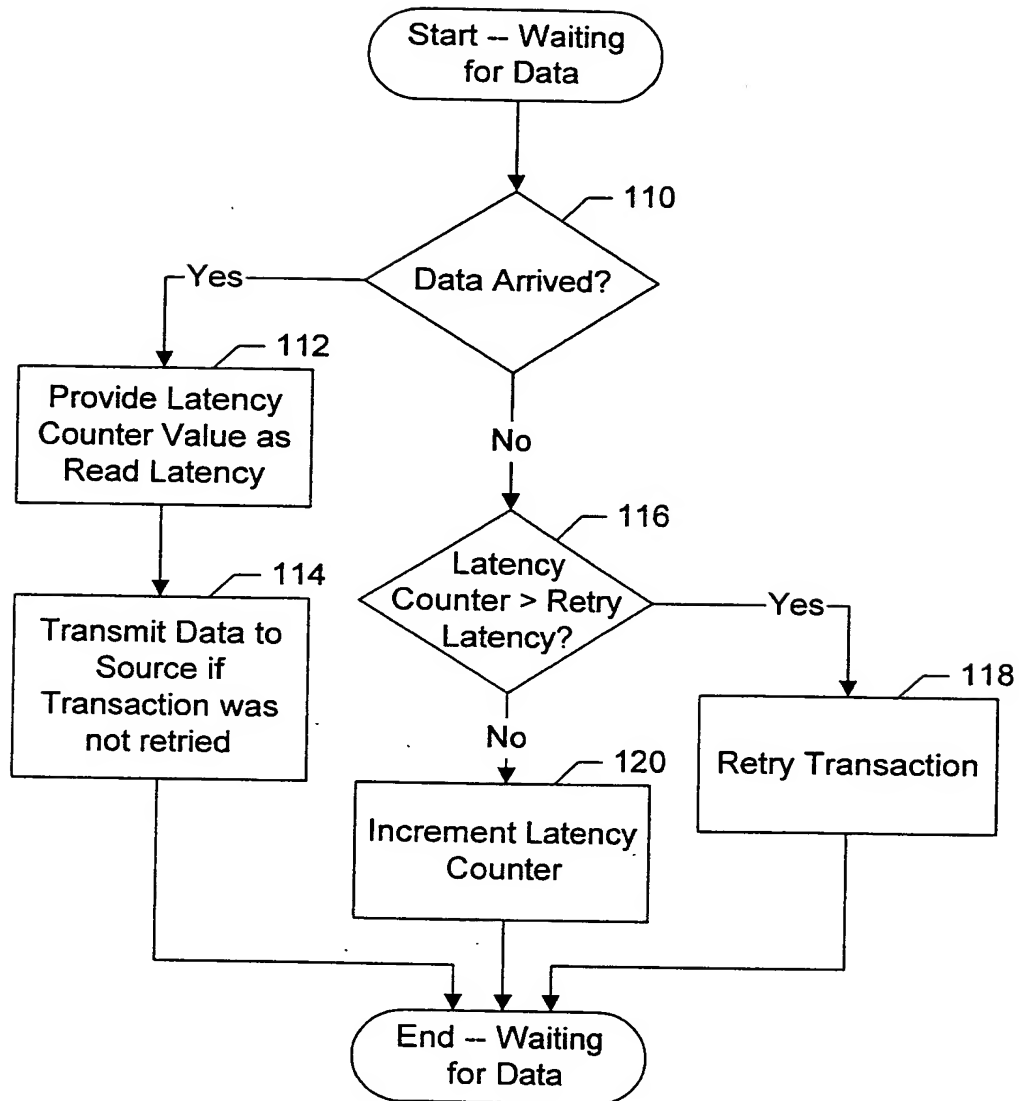 Start -- Waiting
for Data
110
Data Arrived?
Yes
No
112
Provide Latency
Counter Value as
Read Latency
116
Latency
Counter > Retry
Latency?
Yes
No
114
Transmit Data to
Source if
Transaction was
not retried
118
Retry Transaction
120
Increment Latency
Counter
End -- Waiting
for Data